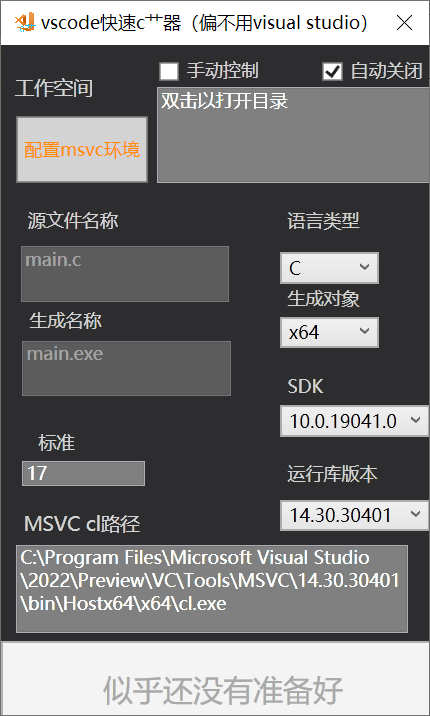 vscode快速c艹器（偏不用visual studio）
手动控制
自动关闭
工作空间
双击以打开目录
配置msvc环境
源文件名称
语言类型
main.c
C
生成对象
生成名称
x64
main.exe
SDK
10.0.19041.0
标准
17
运行库版本
14.30.30401
MSVC cl路径
C:\Program Files\Microsoft Visual Studio
\2022\Preview\VC\Tools\MSVC\14.30.30401
\bin\Hostx64\x64\cl.exe
似乎还没有准备好